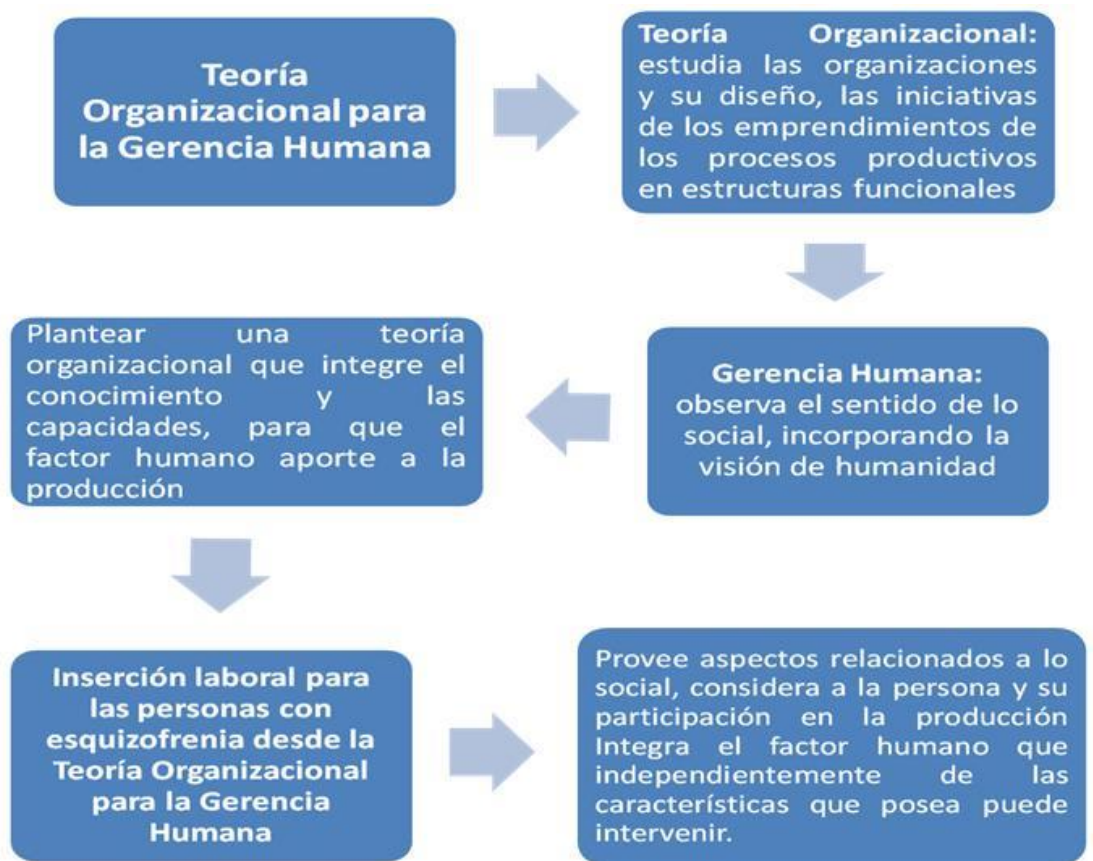 Teoría
Organizacional para
la Gerencia Humana
Teoría Organizacional:
estudia las organizaciones
y su diseño, las iniciativas
de los emprendimientos de
los procesos productivos
en estructuras funcionales
Gerencia Humana:
observa el sentido de lo
social, incorporando la
visión de humanidad
Plantear una teoría
organizacional que integre el
conocimiento y las
capacidades, para que el
factor humano aporte a la
producción
Inserción laboral para
las personas con
esquizofrenia desde la
Teoría Organizacional
para la Gerencia
Humana
Provee aspectos relacionados a lo
social, considera a la persona y su
participación en la producción
Integra el factor humano que
independientemente de las
características que posea puede
intervenir.